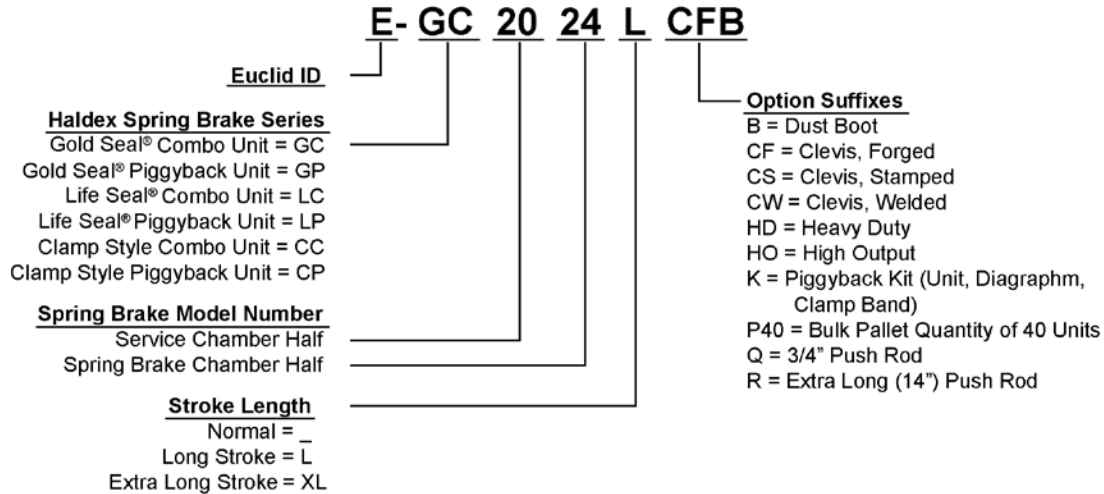 E- GC 20 24 L CFB
Euclid ID
Haldex Spring Brake Series
Gold Seal® Combo Unit = GC
Gold Seal® Piggyback Unit = GP
Life Seal® Combo Unit = LC
Life Seal® Piggyback Unit = LP
Clamp Style Combo Unit = CC
Clamp Style Piggyback Unit = CP
Spring Brake Model Number
Service Chamber Half
Spring Brake Chamber Half
Stroke Length
Normal = _
Long Stroke = L
Extra Long Stroke = XL
Option Suffixes
B = Dust Boot
CF = Clevis, Forged
CS = Clevis, Stamped
CW = Clevis, Welded
HD = Heavy Duty
HO = High Output
K = Piggyback Kit (Unit, Diagraphm,
Clamp Band)
P40 = Bulk Pallet Quantity of 40 Units
Q = 3/4" Push Rod
R = Extra Long (14") Push Rod